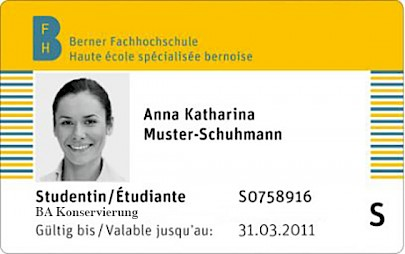 B
F
H
Berner Fachhochschule
Haute école spécialisée bernoise
Anna Katharina
Muster-Schuhmann
Studentin/Étudiante S0758916
BA Konservierung
Gültig bis/Valable jusqu'au: 31.03.2011
S